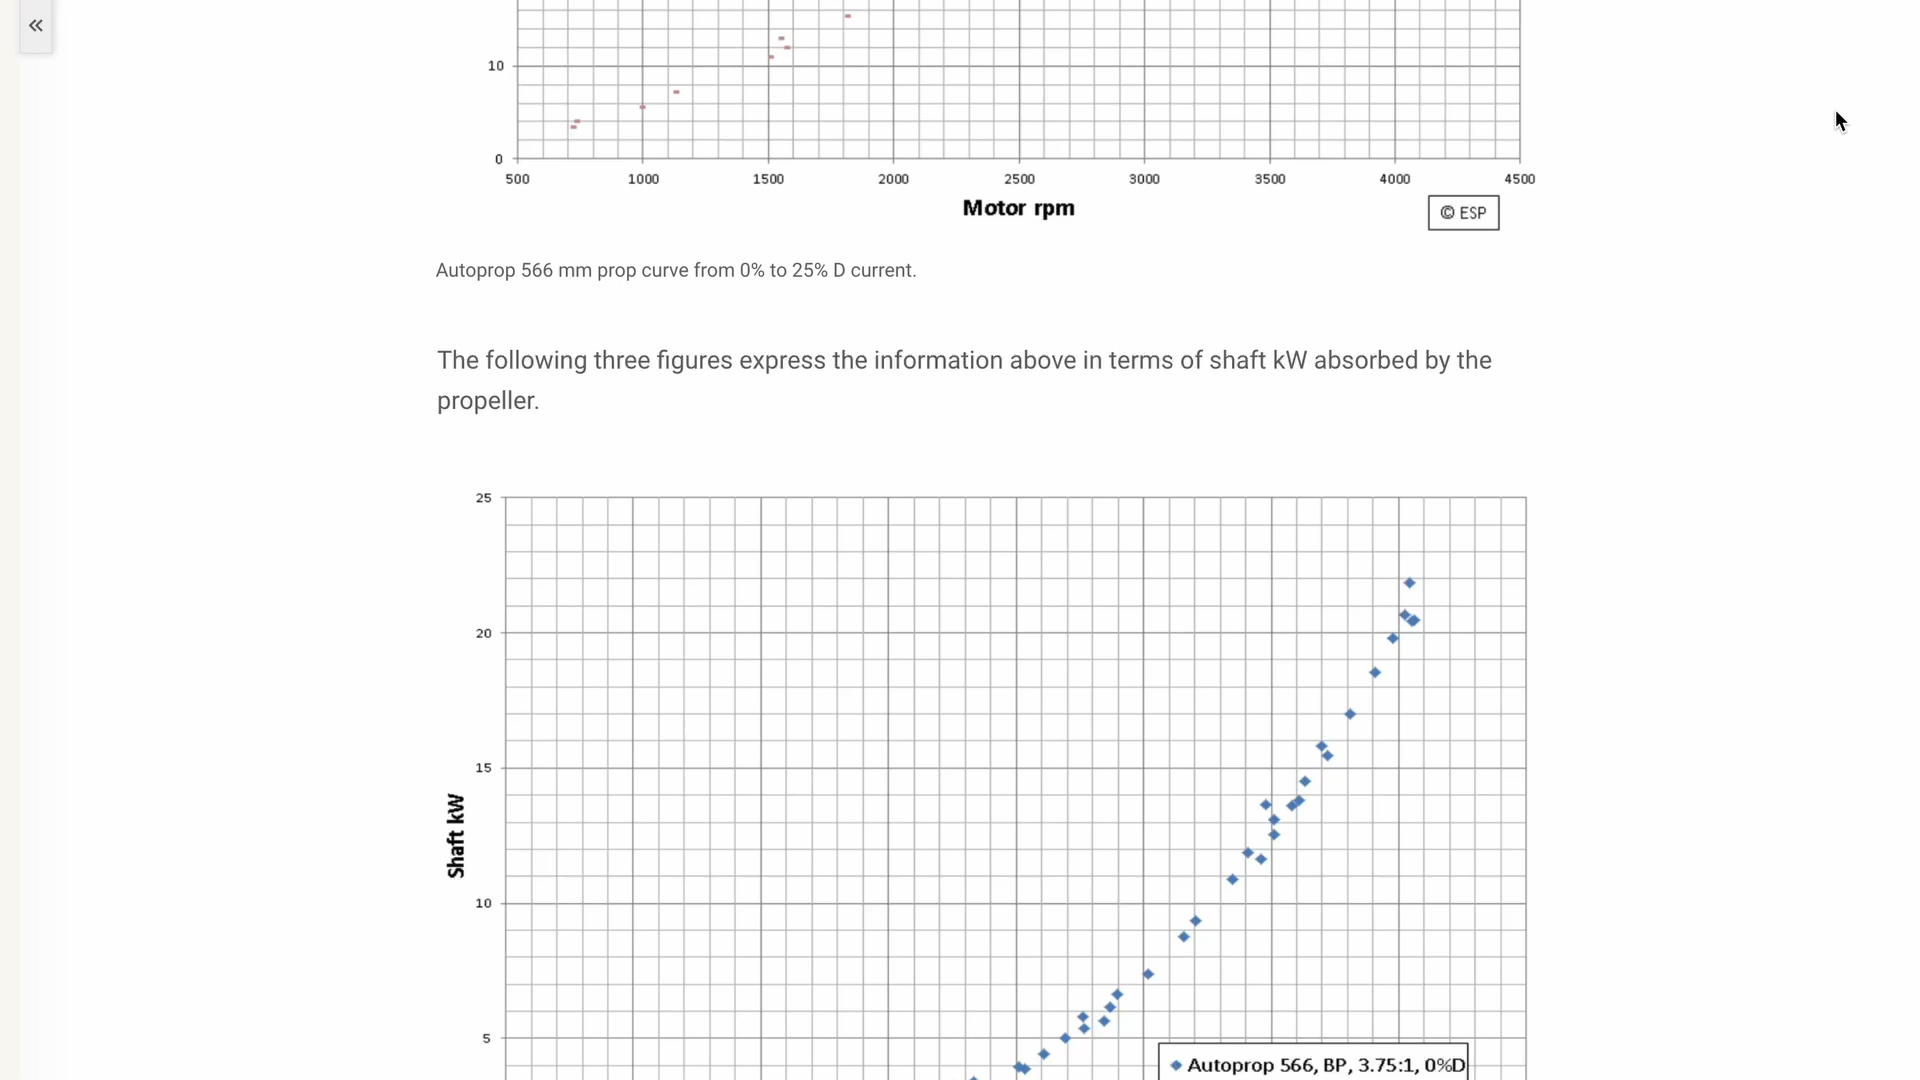 «
10
0
500 1000 1500 2000 2500 3000 3500 4000 4500
Motor rpm
© ESP
Autoprop 566 mm prop curve from 0% to 25% D current.
The following three figures express the information above in terms of shaft kW absorbed by the
propeller.
25
20
15
Shaft kW
10
5
Autoprop 566, BP, 3.75:1, 0%D